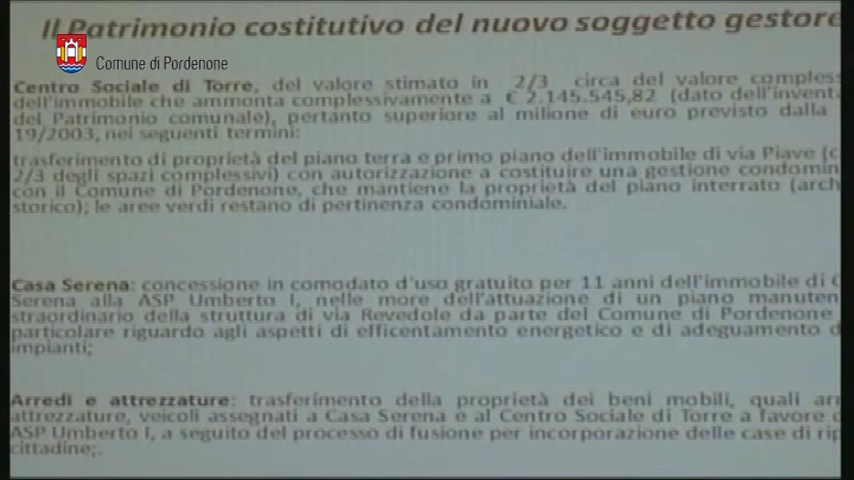 Il Patrimonio costitutivo del nuovo soggetto gestore
Comune di Pordenone
Centro Sociale di Torre, del valore stimato in 2/3 circa del valore compless
dell'immobile che ammonta complessivamente a € 2.145.545,82 (dato dell'invent
del Patrimonio comunale), pertanto superiore al milione di euro previsto dalla
19/2003, nei seguenti termini:
trasferimento di proprietà del piano terra e primo piano dell'immobile di via Piave (c
2/3 degli spazi complessivi) con autorizzazione a costituire una gestione condomin
con il Comune di Pordenone, che mantiene la proprietà del piano interrato (arch
storico); le aree verdi restano di pertinenza condominiale.
Casa Serena: concessione in comodato d'uso gratuito per 11 anni dell'immobile di C
Serena alla ASP Umberto I, nelle more dell'attuazione di un piano manuten
straordinario della struttura di via Revedole da parte del Comune di Pordenone
particolare riguardo agli aspetti di efficentamento energetico e di adeguamento d
impianti;
Arredi e attrezzature: trasferimento della proprietà dei beni mobili, quali arr
attrezzature, veicoli assegnati a Casa Serena e al Centro Sociale di Torre a favore d
ASP Umberto I, a seguito del processo di fusione per incorporazione delle case di rip
cittadine;.